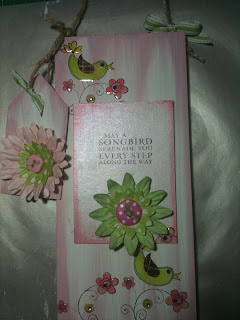 MAY A
SONGBIRD
SERENADE YOU
EVERY STEP
ALONG THE WAY